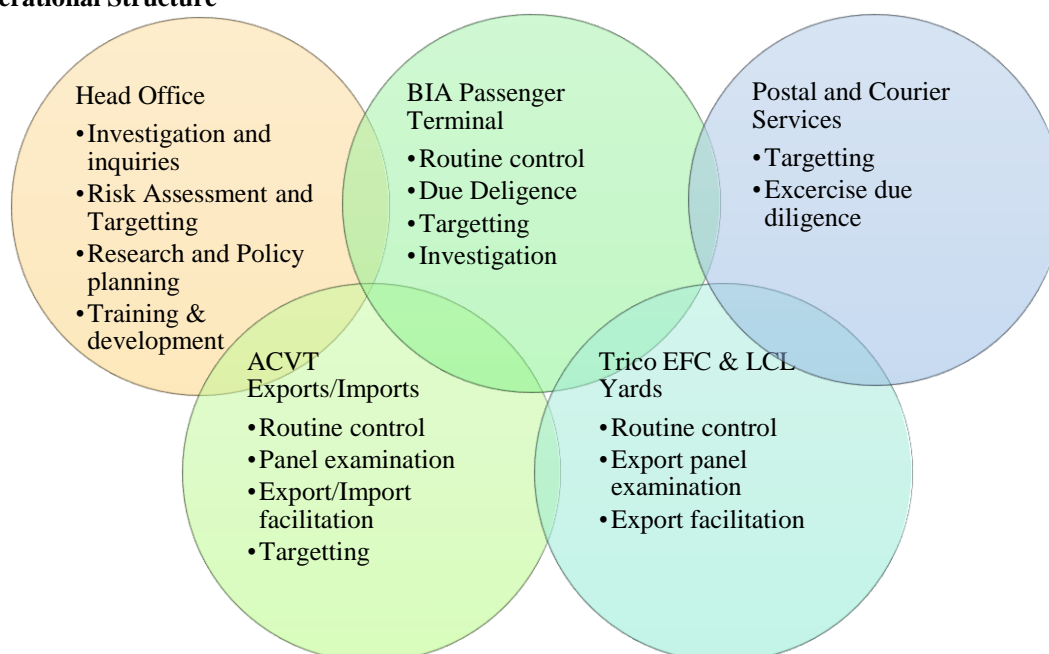 erational Structure
Head Office
•Investigation and
inquiries
•Risk Assessment and
Targetting
•Research and Policy
planning
•Training &
development
BIA Passenger
Terminal
•Routine control
•Due Deligence
•Targetting
•Investigation
Postal and Courier
Services
•Targetting
•Excercise due
diligence
ACVT
Exports/Imports
•Routine control
•Panel examination
•Export/Import
facilitation
•Targetting
Trico EFC & LCL
Yards
•Routine control
•Export panel
examination
•Export facilitation